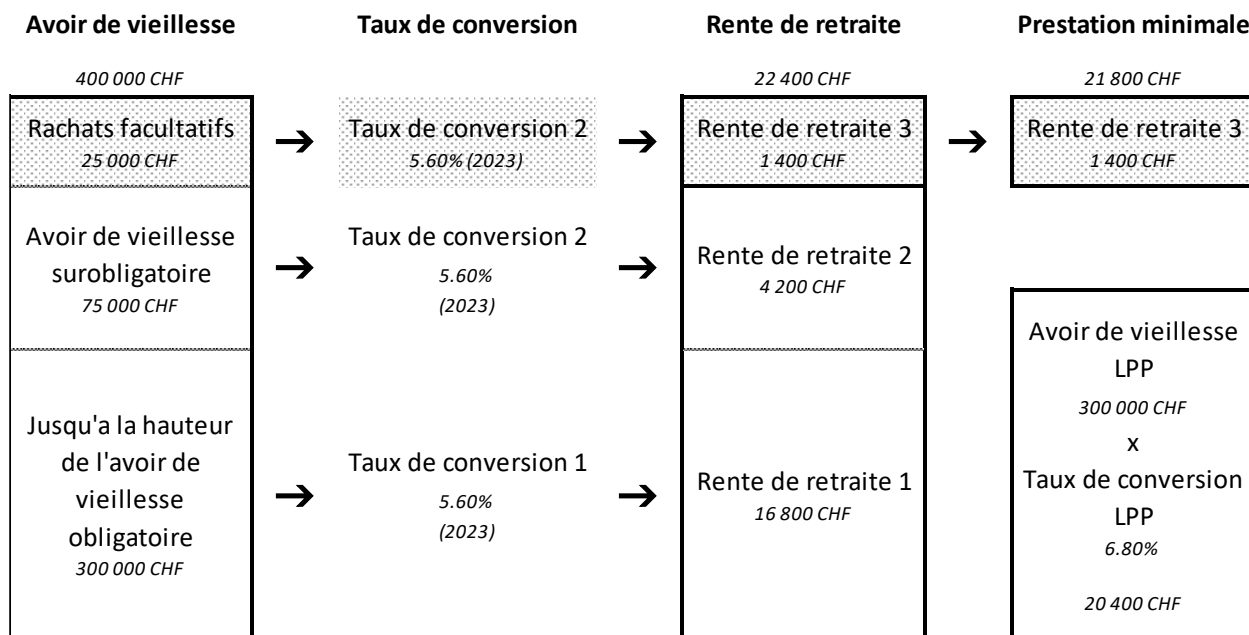 Avoir de vieillesse
Taux de conversion
Rente de retraite
Prestation minimale
400 000 CHF
22 400 CHF
21 800 CHF
Rachats facultatifs
25 000 CHF
Taux de conversion 2
5.60% (2023)
Rente de retraite 3
1 400 CHF
Rente de retraite 3
1 400 CHF
Avoir de vieillesse
surobligatoire
75 000 CHF
Taux de conversion 2
5.60%
(2023)
Rente de retraite 2
4 200 CHF
Jusqu'a la hauteur
de l'avoir de
vieillesse
obligatoire
300 000 CHF
Taux de conversion 1
5.60%
(2023)
Rente de retraite 1
16 800 CHF
Avoir de vieillesse
LPP
300 000 CHF
x
Taux de conversion
LPP
6.80%
20 400 CHF